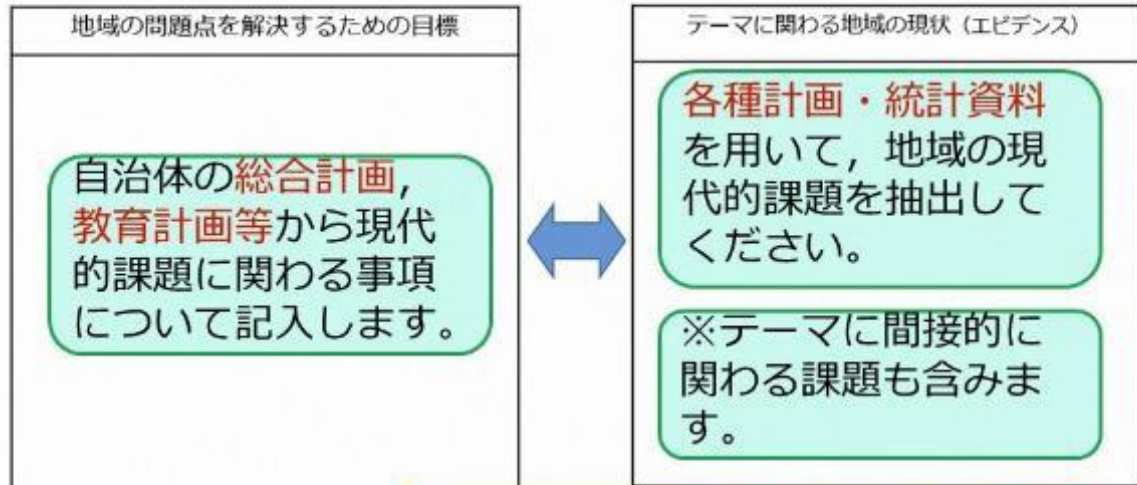 地域の問題点を解決するための目標
自治体の総合計画,
教育計画等から現代
的課題に関わる事項
について記入します。
テーマに関わる地域の現状（エビデンス）
各種計画・統計資料
を用いて，地域の現
代的課題を抽出して
ください。
※テーマに間接的に
関わる課題も含みま
す。